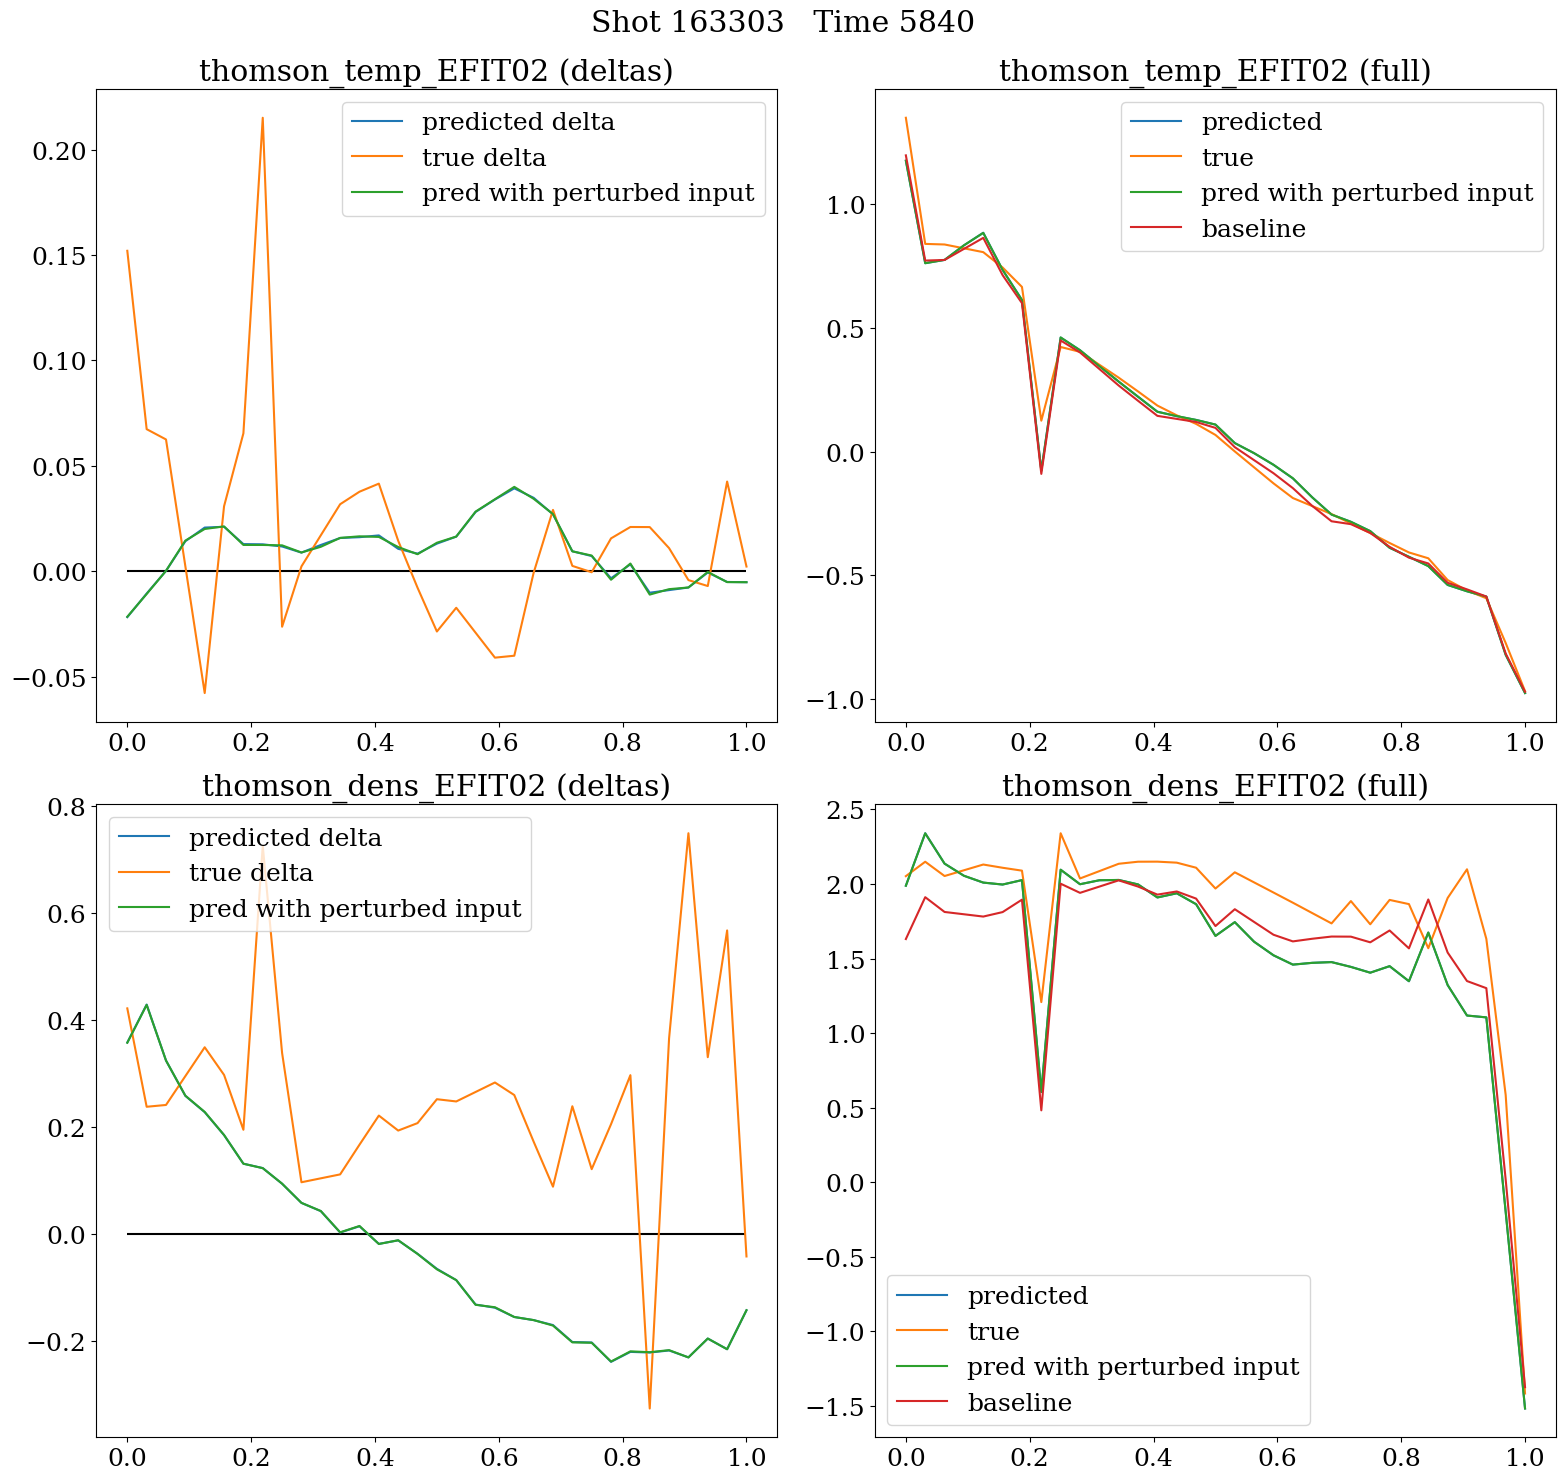 Shot 163303   Time 5840
thomson_temp_EFIT02 (deltas)
predicted delta
true delta
pred with perturbed input
0.20
0.15
0.10
0.05
0.00
−0.05
0.0 0.2 0.4 0.6 0.8 1.0
thomson_temp_EFIT02 (full)
predicted
true
pred with perturbed input
baseline
1.0
0.5
0.0
−0.5
−1.0
0.0 0.2 0.4 0.6 0.8 1.0
thomson_dens_EFIT02 (deltas)
predicted delta
true delta
pred with perturbed input
0.8
0.6
0.4
0.2
0.0
−0.2
0.0 0.2 0.4 0.6 0.8 1.0
thomson_dens_EFIT02 (full)
2.5
2.0
1.5
1.0
0.5
0.0
−0.5
−1.0
−1.5
predicted
true
pred with perturbed input
baseline
0.0 0.2 0.4 0.6 0.8 1.0